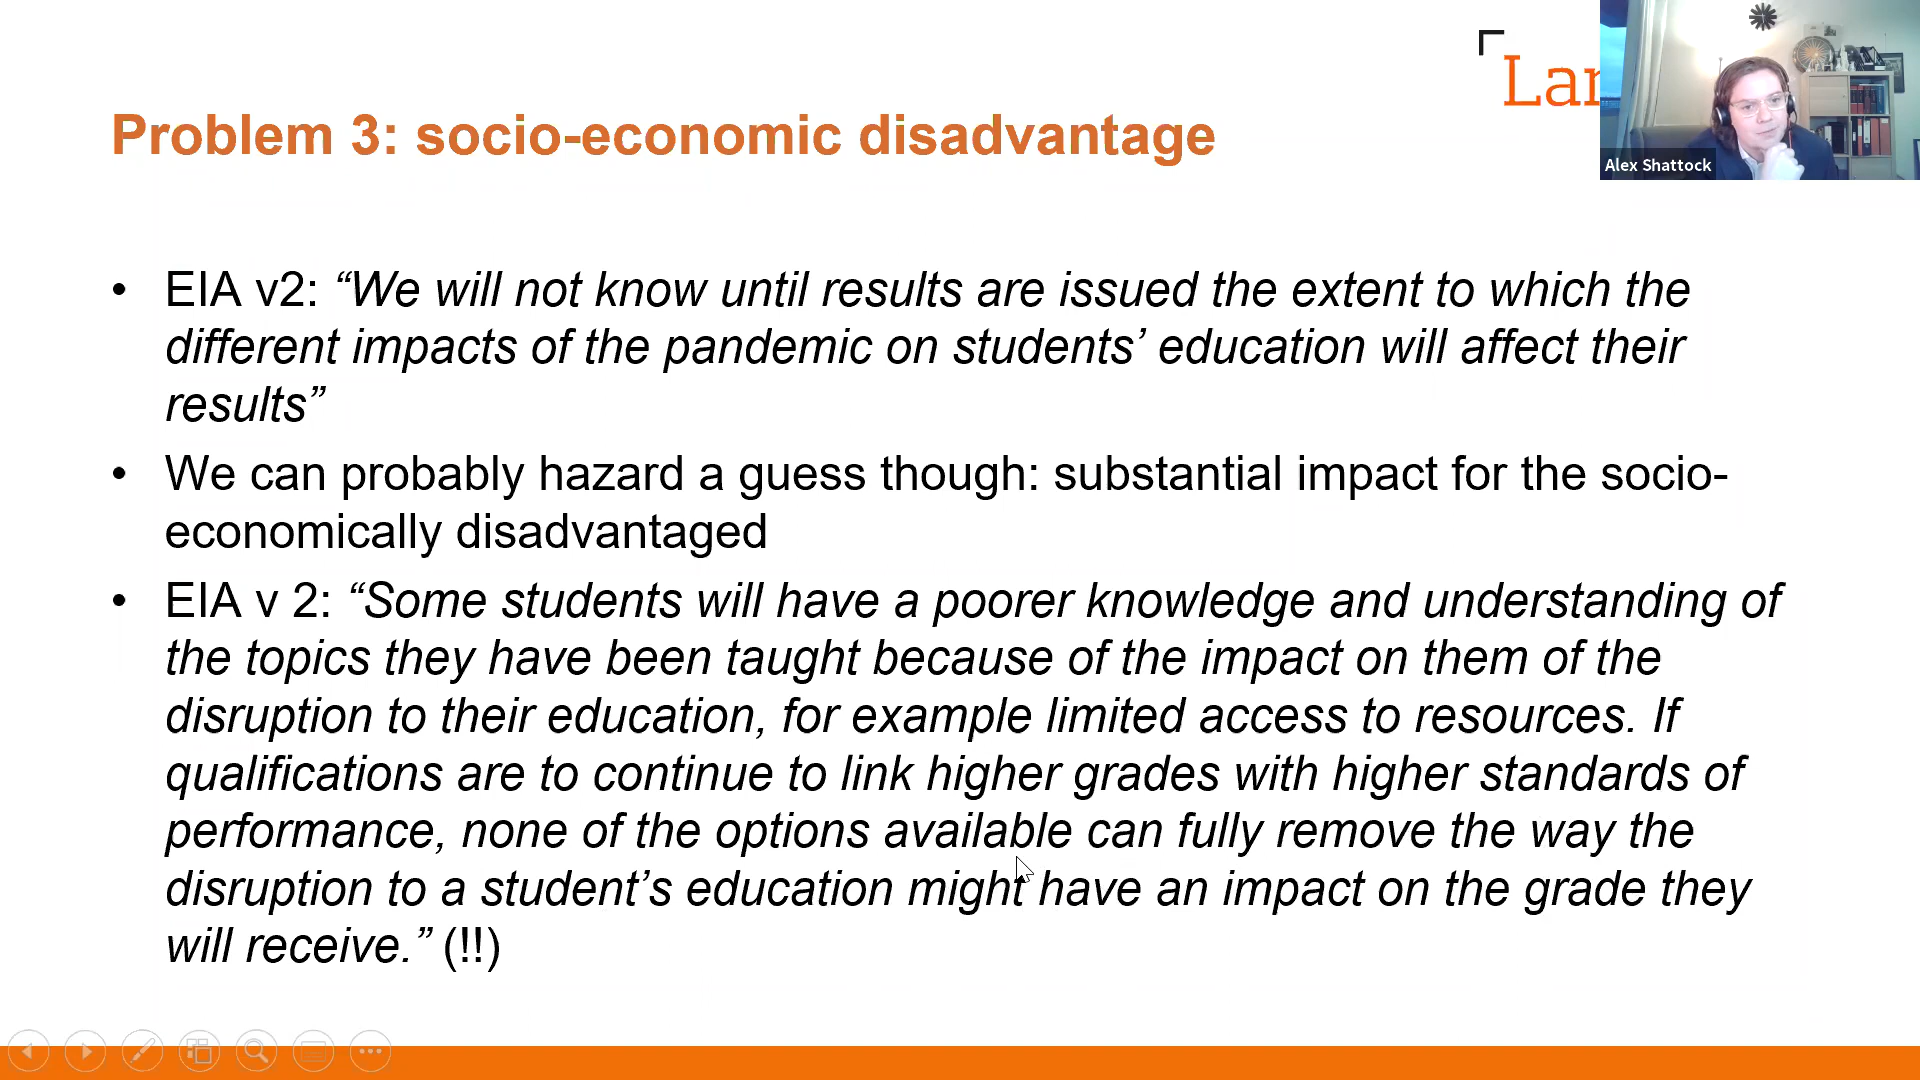 Lan
Alex Shattock
Problem 3: socio-economic disadvantage
• EIA v2: “We will not know until results are issued the extent to which the
different impacts of the pandemic on students’ education will affect their
results”
• We can probably hazard a guess though: substantial impact for the socio-
economically disadvantaged
• EIA v 2: “Some students will have a poorer knowledge and understanding of
the topics they have been taught because of the impact on them of the
disruption to their education, for example limited access to resources. If
qualifications are to continue to link higher grades with higher standards of
performance, none of the options available can fully remove the way the
disruption to a student’s education might have an impact on the grade they
will receive.” (!!)